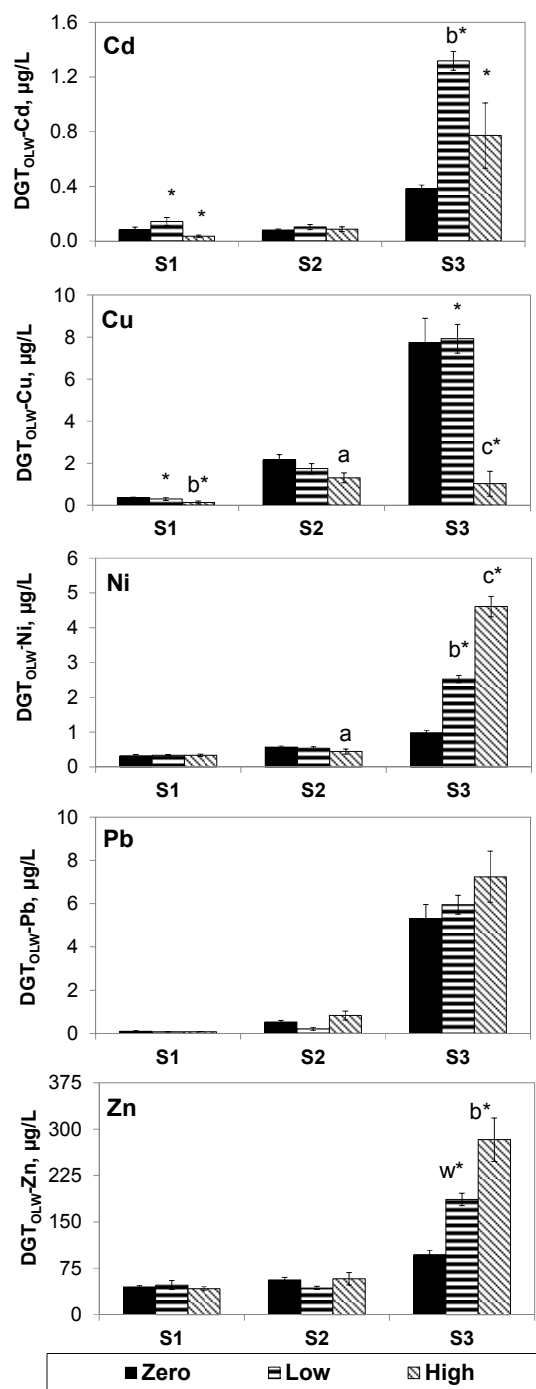 Cd
DGTOLW-Cd, µg/L
1.6
1.2
0.8
0.4
0.0
* * b* *
S1 S2 S3
Cu
DGTOLW-Cu, µg/L
10
8
6
4
2
0
* b* a * c*
S1 S2 S3
Ni
DGTOLW-Ni, µg/L
6
5
4
3
2
1
0
a b* c*
S1 S2 S3
Pb
DGTOLW-Pb, µg/L
10
8
6
4
2
0
S1 S2 S3
Zn
DGTOLW-Zn, µg/L
375
300
225
150
75
0
w* b*
S1 S2 S3
Zero Low High